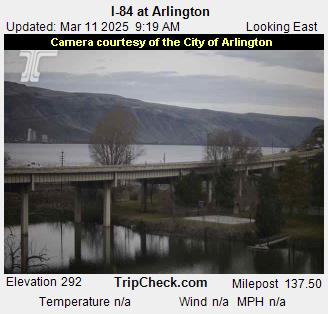 I-84 at Arlington
Updated: Mar 11 2025 9:19 AM Looking East
Camera courtesy of the City of Arlington
Elevation 292 TripCheck.com Milepost 137.50
Temperature n/a Wind n/a MPH n/a